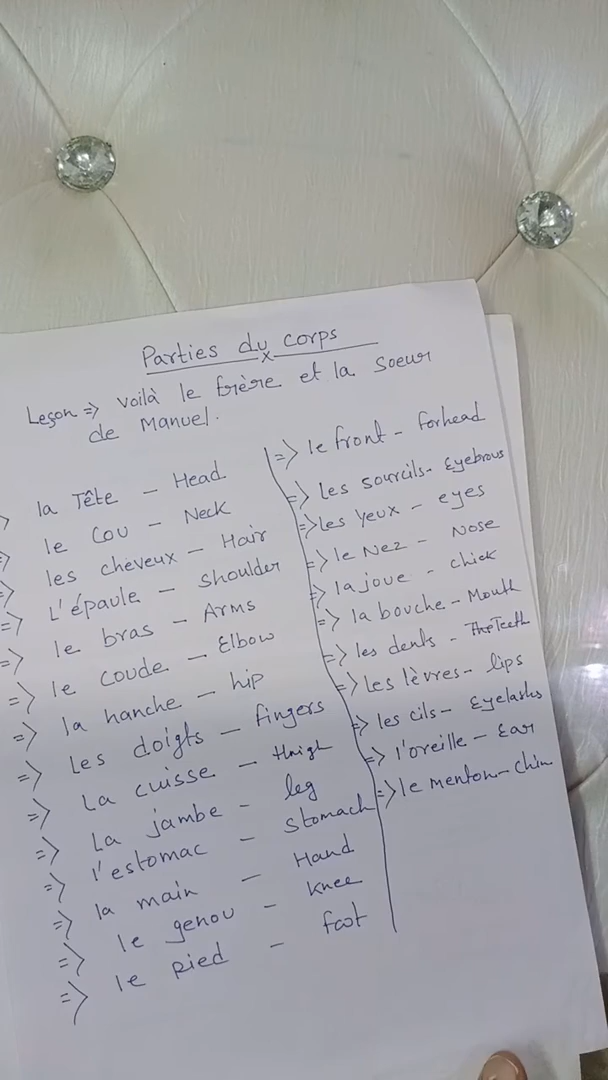 Parties du corps
Leçon => Voilà le frère et la Soeur
de Manuel.
la Tête - Head
le Cou - Neck
les cheveux - Hair
=> L'épaule - Shoulder
=> le bras - Arms
=> le coude - Elbow
=> la hanche - hip
=> Les doigts - fingers
=> La cuisse - Thigh
=> La jambe - leg
=> l'estomac - Stomach
=> la main - Hand
=> le genou - Knee
=> le pied - foot
=> le front - forhead
=> les sourcils - Eyebrous
=> les Yeux - eyes
=> le Nez - Nose
=> la joue - chick
=> la bouche - Mouth
=> les dents - The Teeth
=> les lèvres - lips
=> les cils - Eyelashes
=> l'oreille - Ear
=> le menton - chin